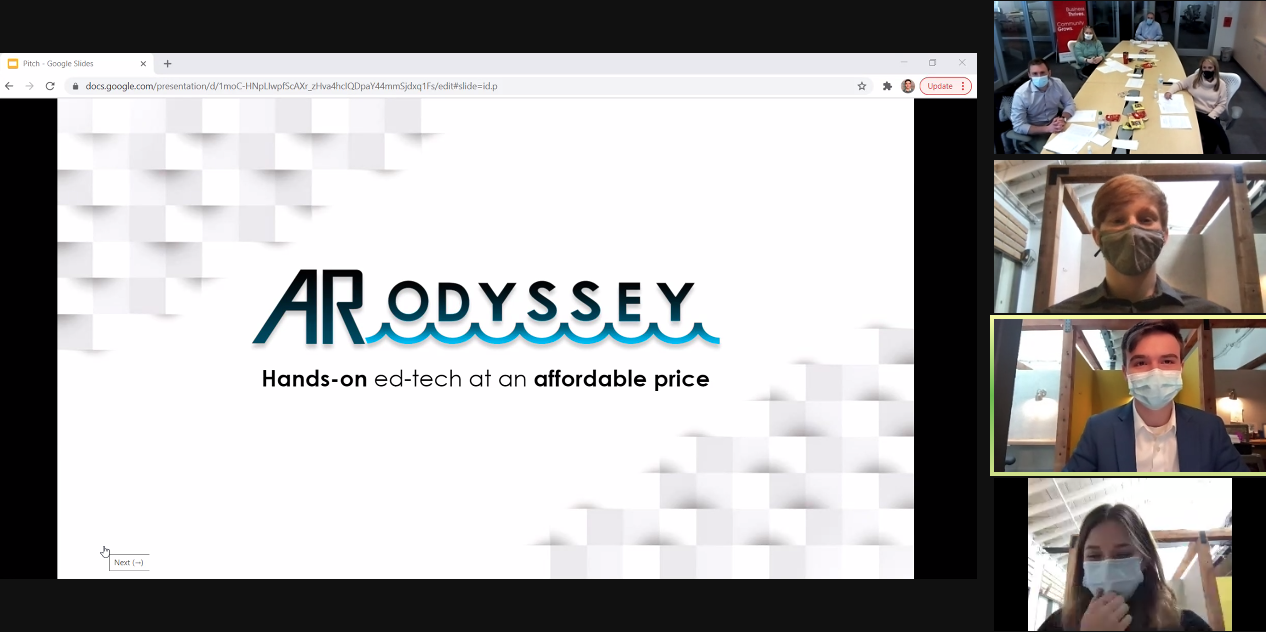 Pitch - Google Slides
docs.google.com/presentation/d/1moC-HNpLIwpfScAXr_zHva4hclQDpaY44mmSjdxq1Fs/edit#slide=id.p
Update
AR ODYSSEY
Hands-on ed-tech at an affordable price
Next (→)
Business
Thrives.
Community
Grows.